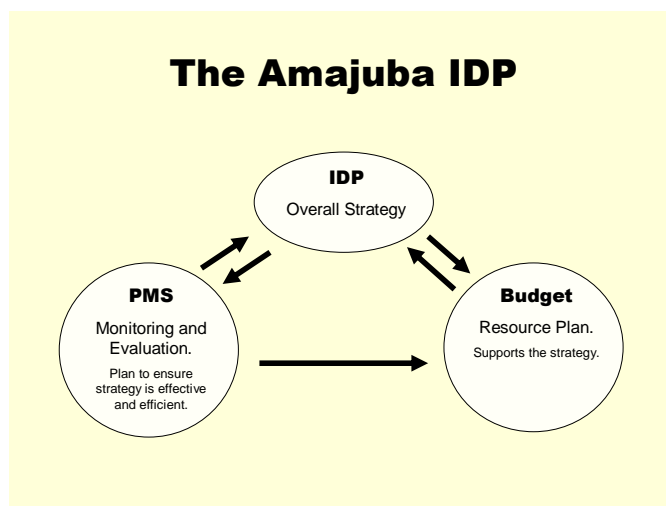 The Amajuba IDP
IDP
Overall Strategy
PMS
Monitoring and
Evaluation.
Plan to ensure
strategy is effective
and efficient.
Budget
Resource Plan.
Supports the strategy.